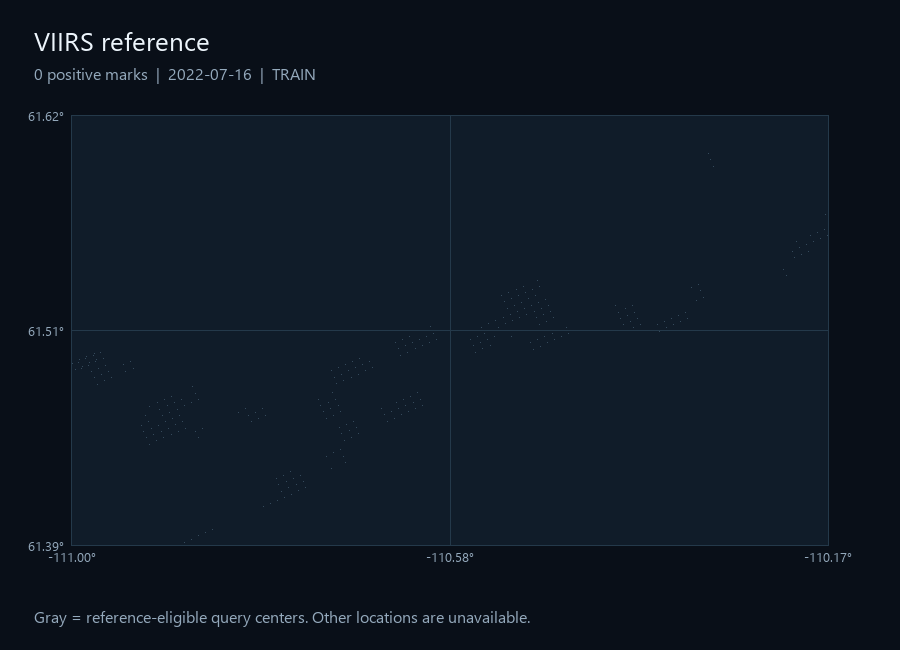 VIIRS reference
0 positive marks | 2022-07-16 | TRAIN
61.62°
61.51°
61.39°
-111.00°
-110.58°
-110.17°
Gray = reference-eligible query centers. Other locations are unavailable.